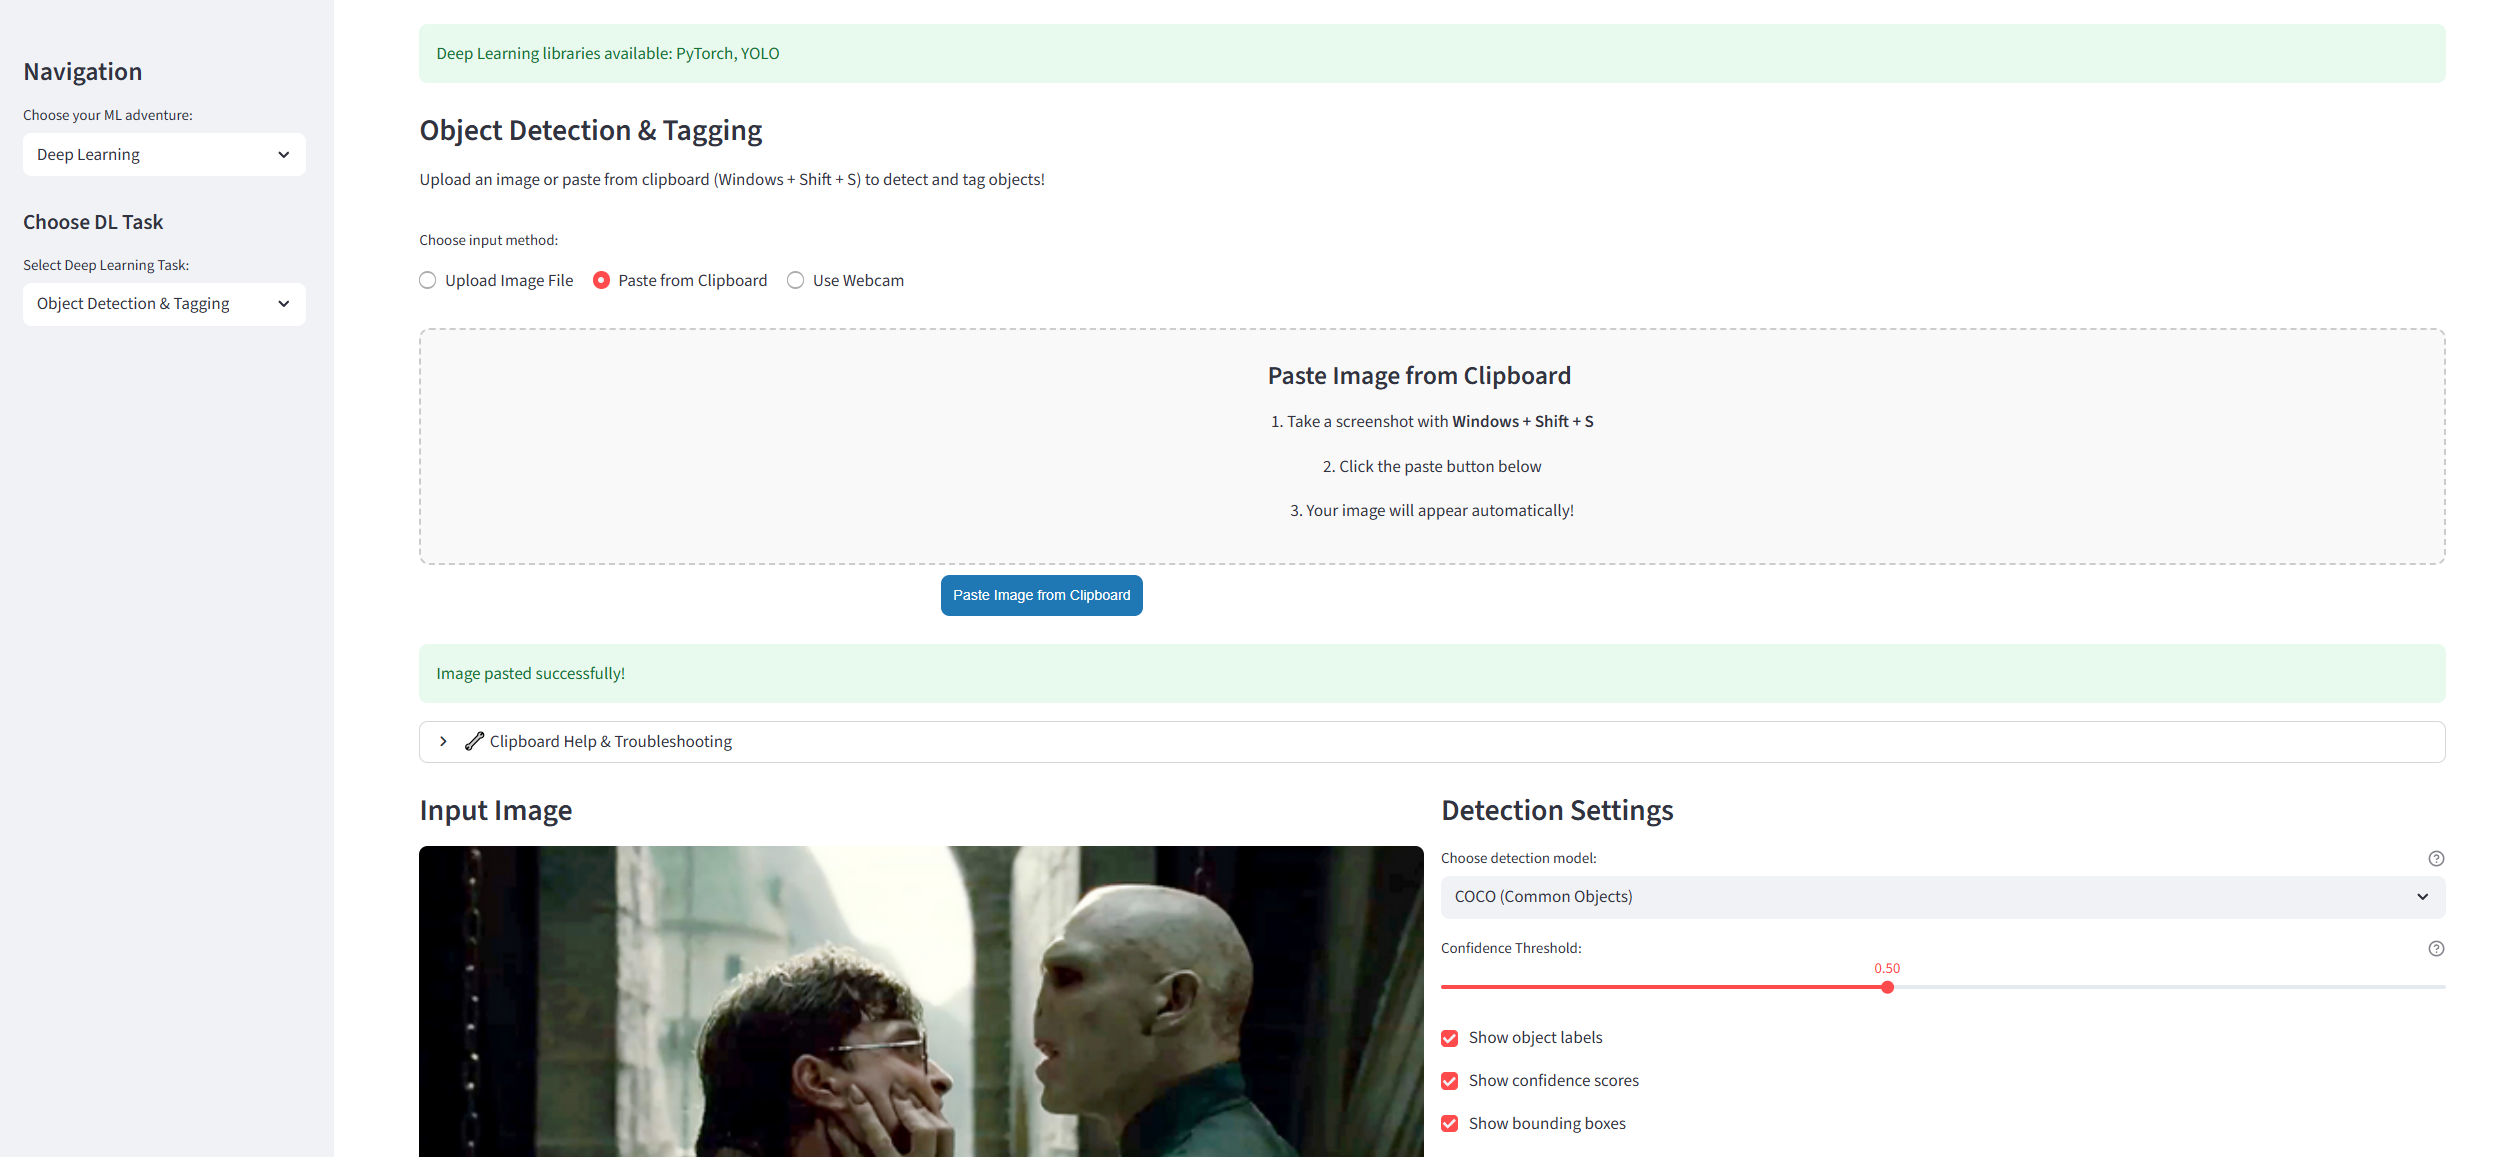 Navigation
Choose your ML adventure:
Deep Learning
Choose DL Task
Select Deep Learning Task:
Object Detection & Tagging
Deep Learning libraries available: PyTorch, YOLO
Object Detection & Tagging
Upload an image or paste from clipboard (Windows + Shift + S) to detect and tag objects!
Choose input method:
Upload Image File Paste from Clipboard Use Webcam
Paste Image from Clipboard
1. Take a screenshot with Windows + Shift + S
2. Click the paste button below
3. Your image will appear automatically!
Paste Image from Clipboard
Image pasted successfully!
Clipboard Help & Troubleshooting
Input Image
Detection Settings
Choose detection model:
COCO (Common Objects)
Confidence Threshold:
0.50
Show object labels
Show confidence scores
Show bounding boxes